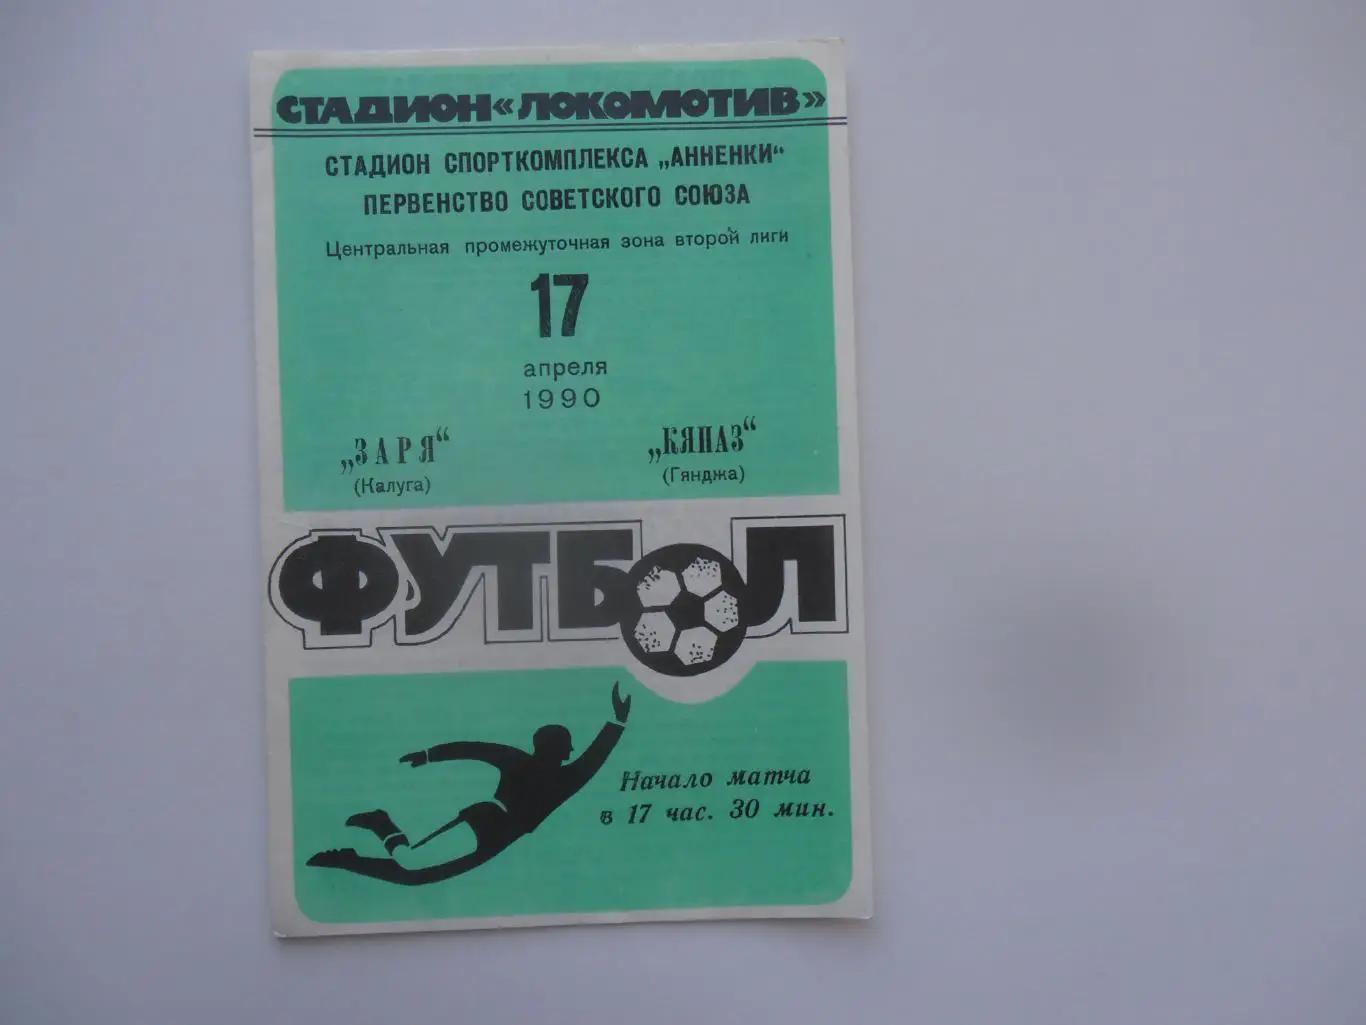 СТАДИОН «ЛОКОМОТИВ»
СТАДИОН СПОРТКОМПЛЕКСА „АННЕНКИ“
ПЕРВЕНСТВО СОВЕТСКОГО СОЮЗА
Центральная промежуточная зона второй лиги
17
апреля
1990
„ЗАРЯ“
(Калуга)
„КЯПАЗ“
(Гянджа)
ФУТБОЛ
Начало матча
в 17 час. 30 мин.